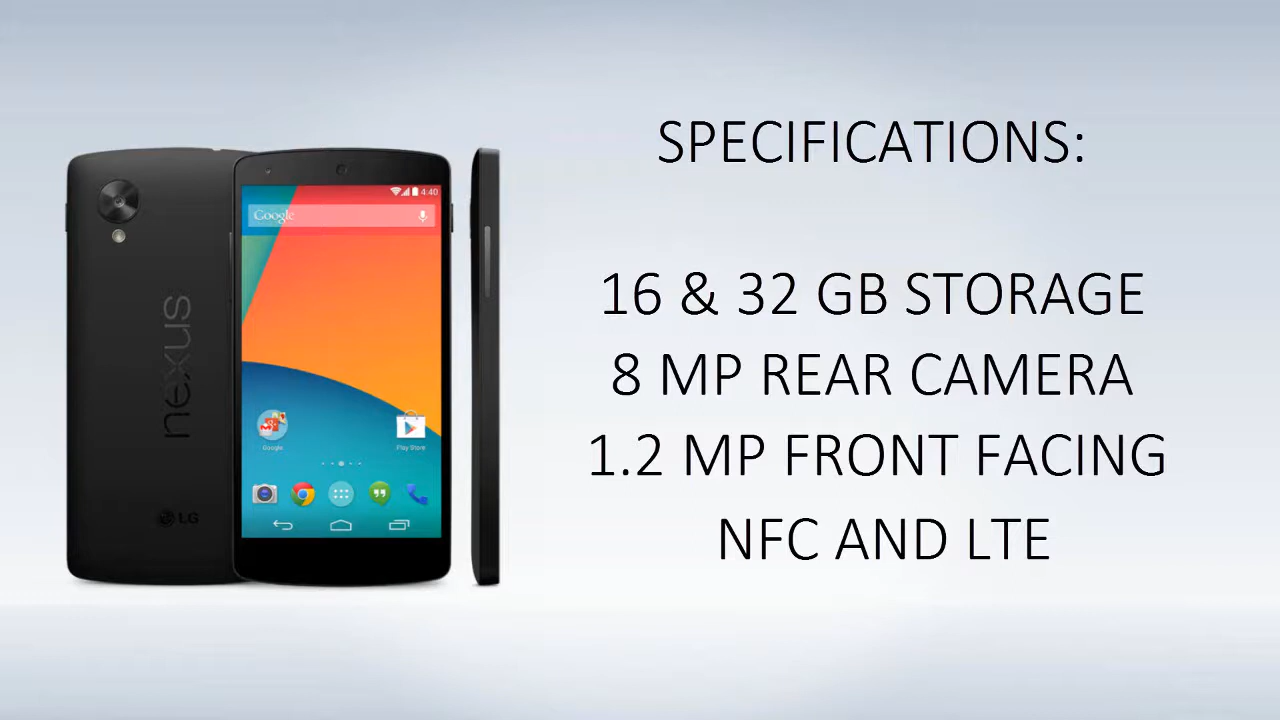 SPECIFICATIONS:
16 & 32 GB STORAGE
8 MP REAR CAMERA
1.2 MP FRONT FACING
NFC AND LTE
nexus
LG
4:40
Google
Google
Play Store